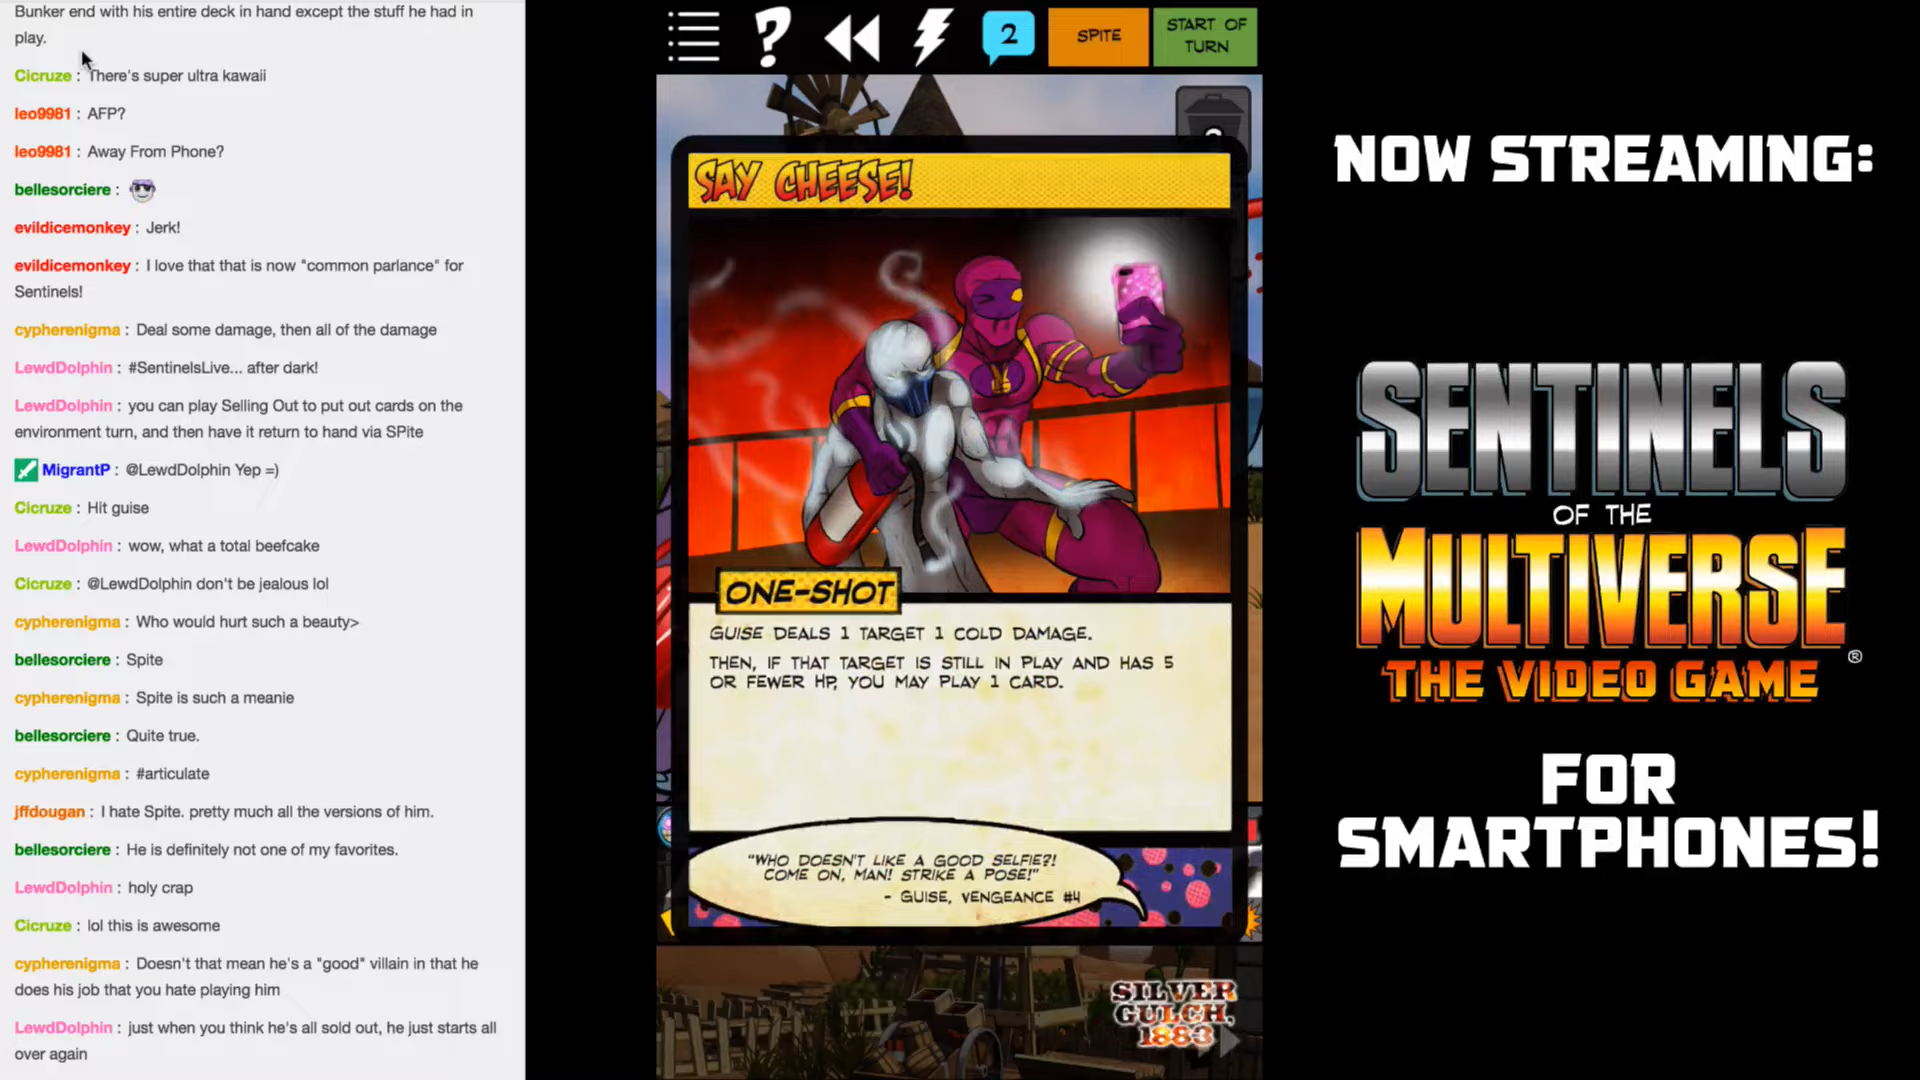 Bunker end with his entire deck in hand except the stuff he had in
play.
Cicruze : There's super ultra kawaii
leo9981 : AFP?
leo9981 : Away From Phone?
bellesorciere :
evildicemonkey : Jerk!
evildicemonkey : I love that that is now "common parlance" for
Sentinels!
cypherenigma : Deal some damage, then all of the damage
LewdDolphin : #SentinelsLive... after dark!
LewdDolphin : you can play Selling Out to put out cards on the
environment turn, and then have it return to hand via SPite
MigrantP : @LewdDolphin Yep =)
Cicruze : Hit guise
LewdDolphin : wow, what a total beefcake
Cicruze : @LewdDolphin don't be jealous lol
cypherenigma : Who would hurt such a beauty>
bellesorciere : Spite
cypherenigma : Spite is such a meanie
bellesorciere : Quite true.
cypherenigma : #articulate
jffdougan : I hate Spite. pretty much all the versions of him.
bellesorciere : He is definitely not one of my favorites.
LewdDolphin : holy crap
Cicruze : lol this is awesome
cypherenigma : Doesn't that mean he's a "good" villain in that he
does his job that you hate playing him
LewdDolphin : just when you think he's all sold out, he just starts all
over again
?
2
SPITE
START OF
TURN
SAY CHEESE!
ONE-SHOT
GUISE DEALS 1 TARGET 1 COLD DAMAGE.
THEN, IF THAT TARGET IS STILL IN PLAY AND HAS 5
OR FEWER HP, YOU MAY PLAY 1 CARD.
"WHO DOESN'T LIKE A GOOD SELFIE?!
COME ON, MAN! STRIKE A POSE!"
- GUISE, VENGEANCE #4
SILVER
GULCH,
1883
NOW STREAMING:
SENTINELS
OF THE
MULTIVERSE
®
THE VIDEO GAME
FOR
SMARTPHONES!